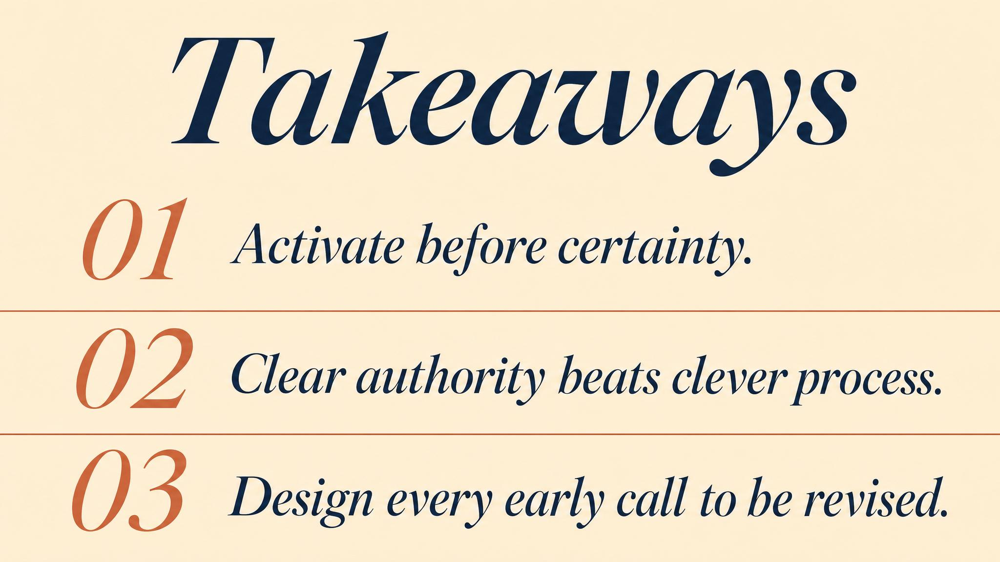 Takeaways
01 Activate before certainty.
02 Clear authority beats clever process.
03 Design every early call to be revised.